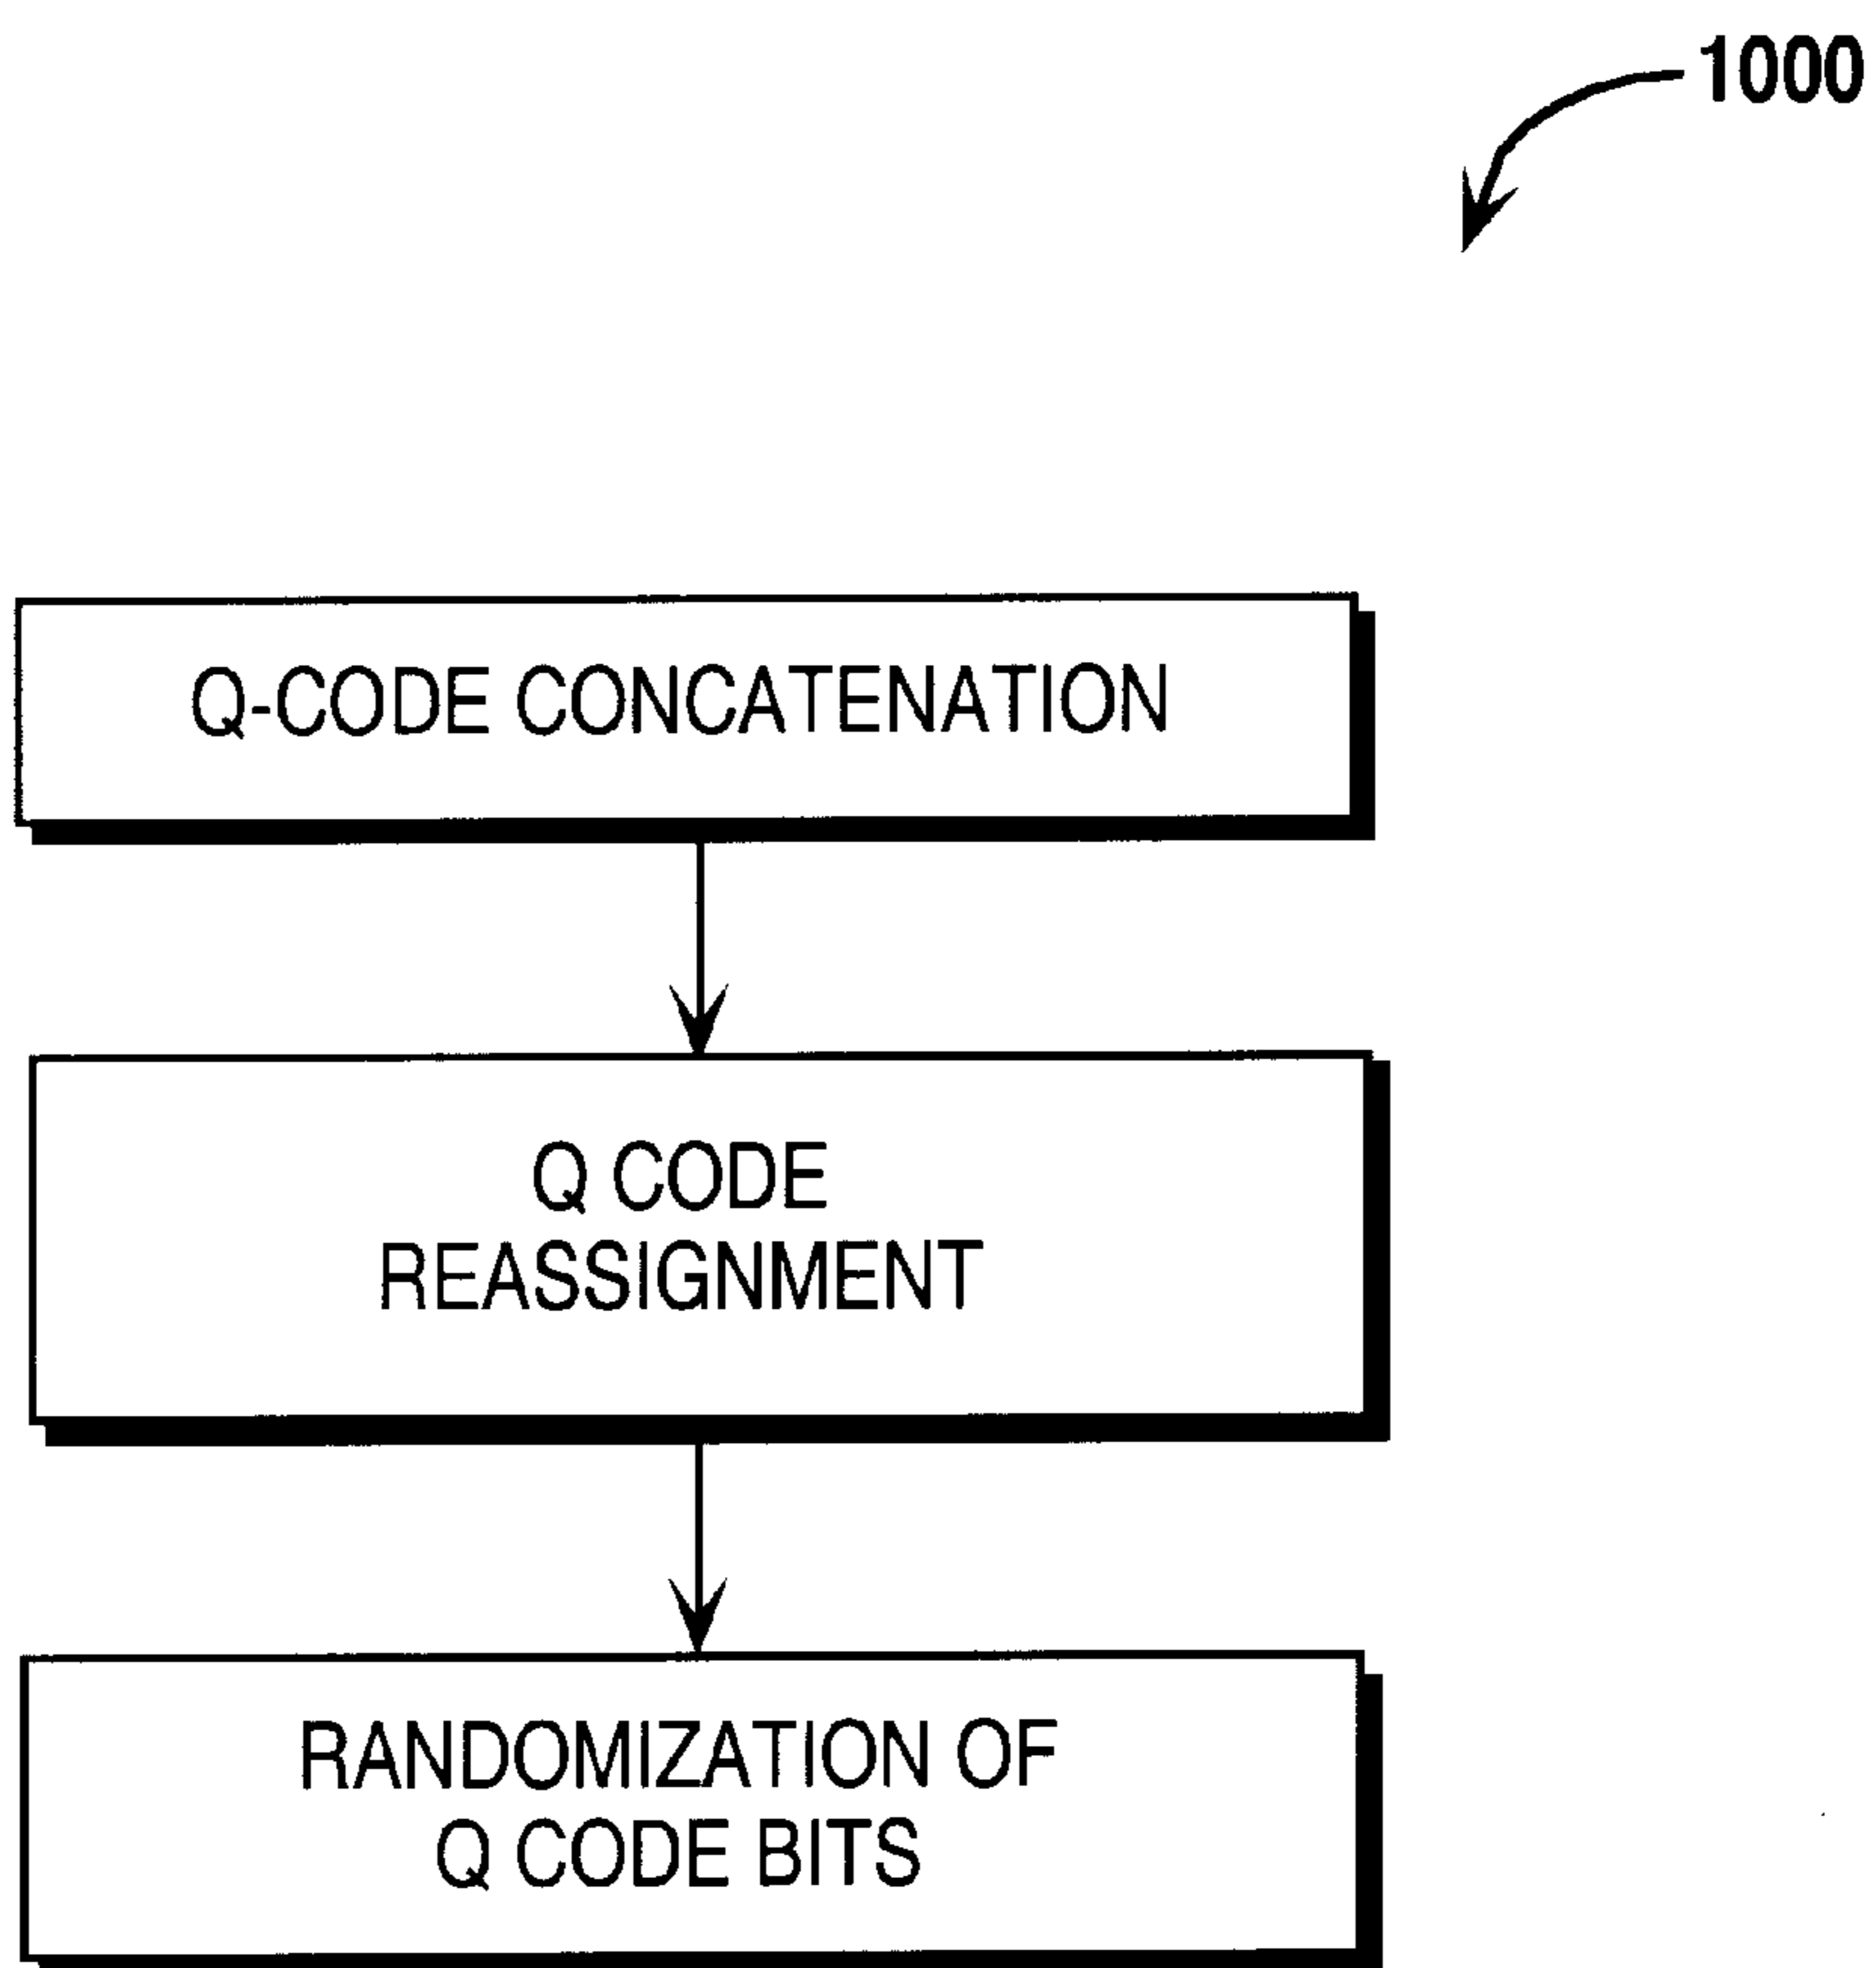 1000
Q-CODE CONCATENATION
Q CODE
REASSIGNMENT
RANDOMIZATION OF
Q CODE BITS